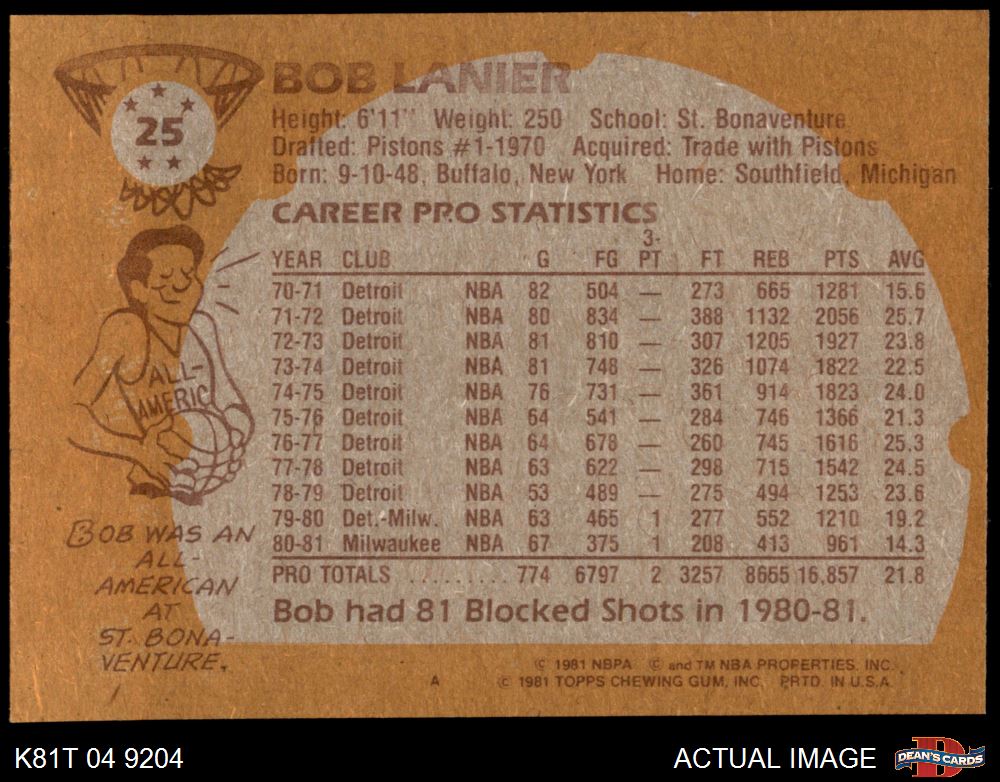 25
BOB LANIER
Height: 6'11" Weight: 250 School: St. Bonaventure
Drafted: Pistons #1-1970 Acquired: Trade with Pistons
Born: 9-10-48, Buffalo, New York Home: Southfield, Michigan
CAREER PRO STATISTICS
YEAR CLUB G FG 3-PT FT REB PTS AVG
70-71 Detroit NBA 82 504 — 273 665 1281 15.6
71-72 Detroit NBA 80 834 — 388 1132 2056 25.7
72-73 Detroit NBA 81 810 — 307 1205 1927 23.8
73-74 Detroit NBA 81 748 — 326 1074 1822 22.5
74-75 Detroit NBA 76 731 — 361 914 1823 24.0
75-76 Detroit NBA 64 541 — 284 746 1366 21.3
76-77 Detroit NBA 64 678 — 260 745 1616 25.3
77-78 Detroit NBA 63 622 — 298 715 1542 24.5
78-79 Detroit NBA 53 489 — 275 494 1253 23.6
79-80 Det.-Milw. NBA 63 465 1 277 552 1210 19.2
80-81 Milwaukee NBA 67 375 1 208 413 961 14.3
PRO TOTALS .......... 774 6797 2 3257 8665 16,857 21.8
Bob had 81 Blocked Shots in 1980-81.
ALL-
AMERIC
BOB WAS AN
ALL-
AMERICAN
AT
ST. BONA-
VENTURE.
© 1981 NBPA © and TM NBA PROPERTIES, INC.
A © 1981 TOPPS CHEWING GUM, INC. PRTD. IN U.S.A.
K81T 04 9204
ACTUAL IMAGE
D
DEAN'S CARDS